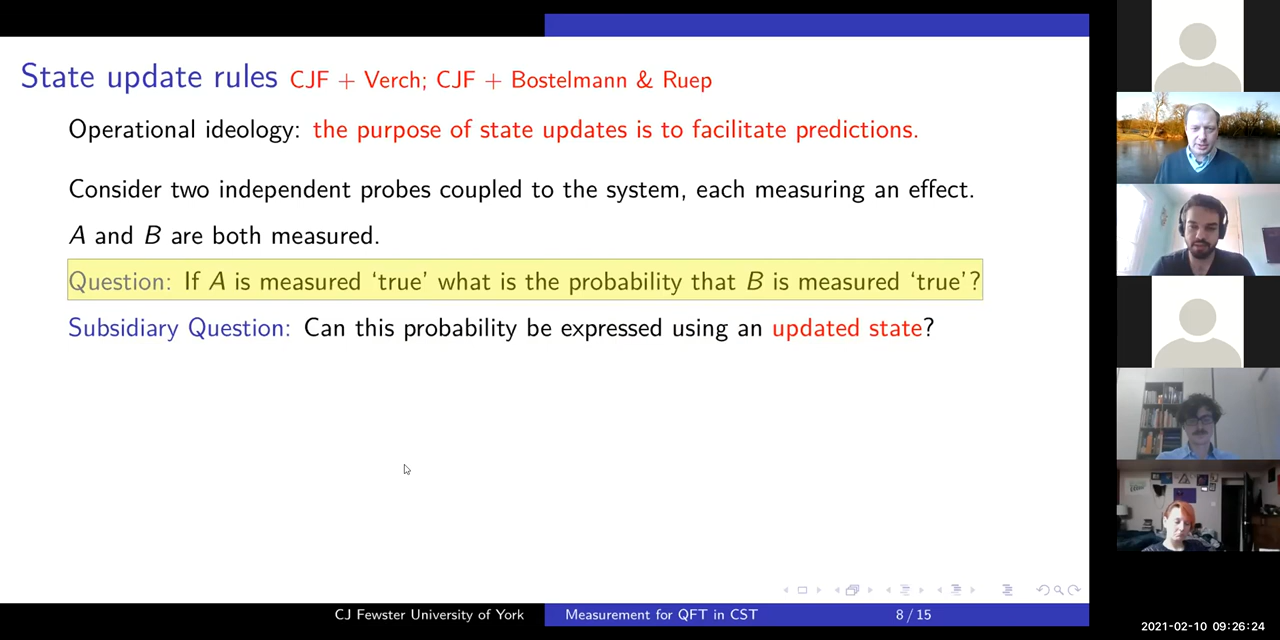 State update rules CJF + Verch; CJF + Bostelmann & Ruep
Operational ideology: the purpose of state updates is to facilitate predictions.
Consider two independent probes coupled to the system, each measuring an effect.
A and B are both measured.
Question: If A is measured ‘true’ what is the probability that B is measured ‘true’?
Subsidiary Question: Can this probability be expressed using an updated state?
CJ Fewster University of York
Measurement for QFT in CST
8 / 15
2021-02-10 09:26:24